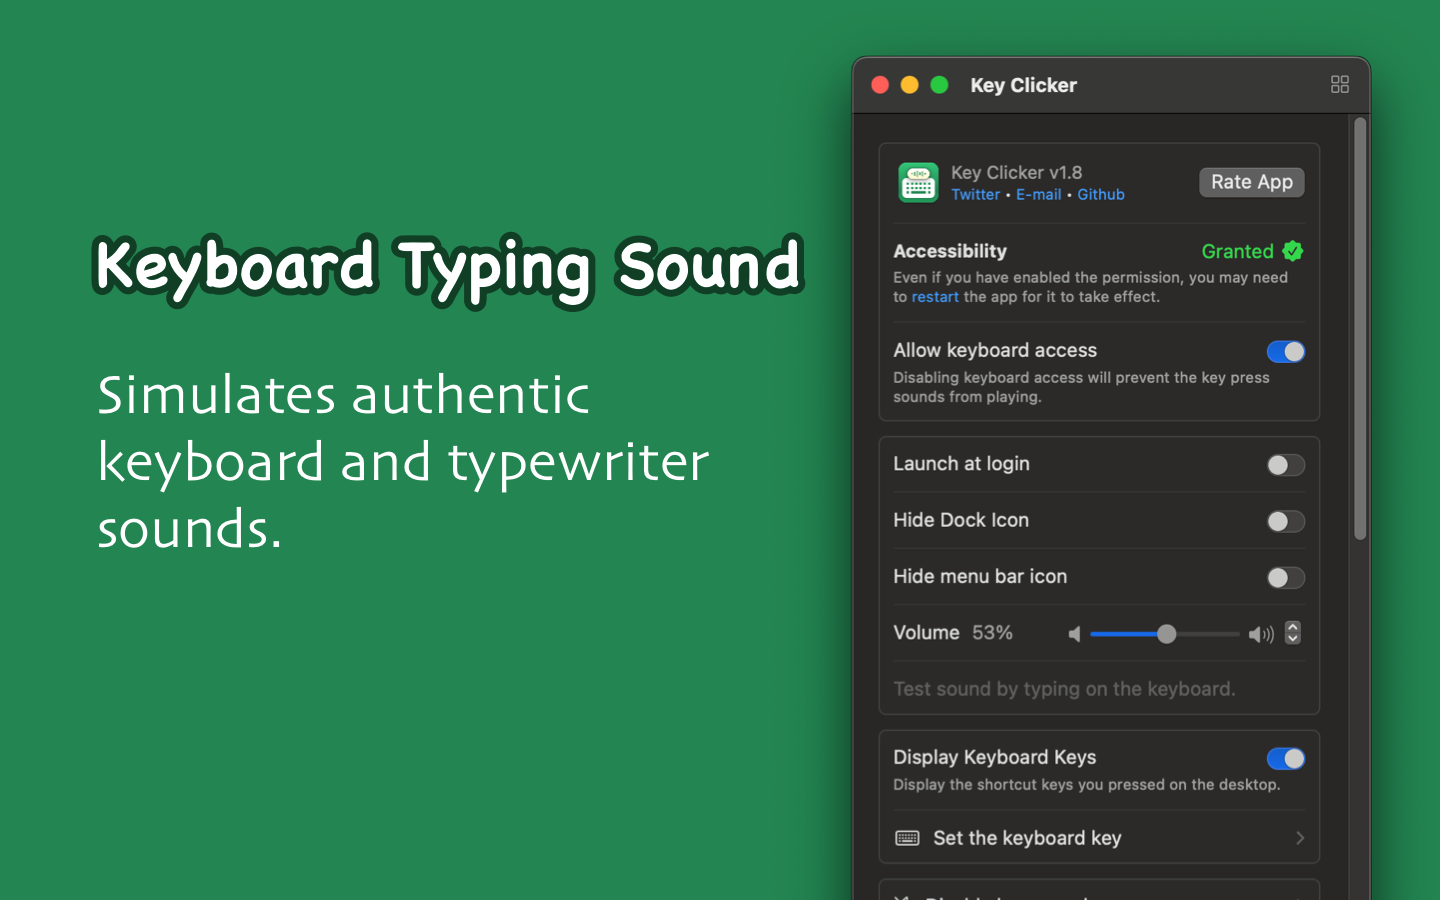 Keyboard Typing Sound
Simulates authentic
keyboard and typewriter
sounds.
Key Clicker
Key Clicker v1.8
Twitter • E-mail • Github
Rate App
Accessibility
Granted
Even if you have enabled the permission, you may need
to restart the app for it to take effect.
Allow keyboard access
Disabling keyboard access will prevent the key press
sounds from playing.
Launch at login
Hide Dock Icon
Hide menu bar icon
Volume 53%
Test sound by typing on the keyboard.
Display Keyboard Keys
Display the shortcut keys you pressed on the desktop.
Set the keyboard key